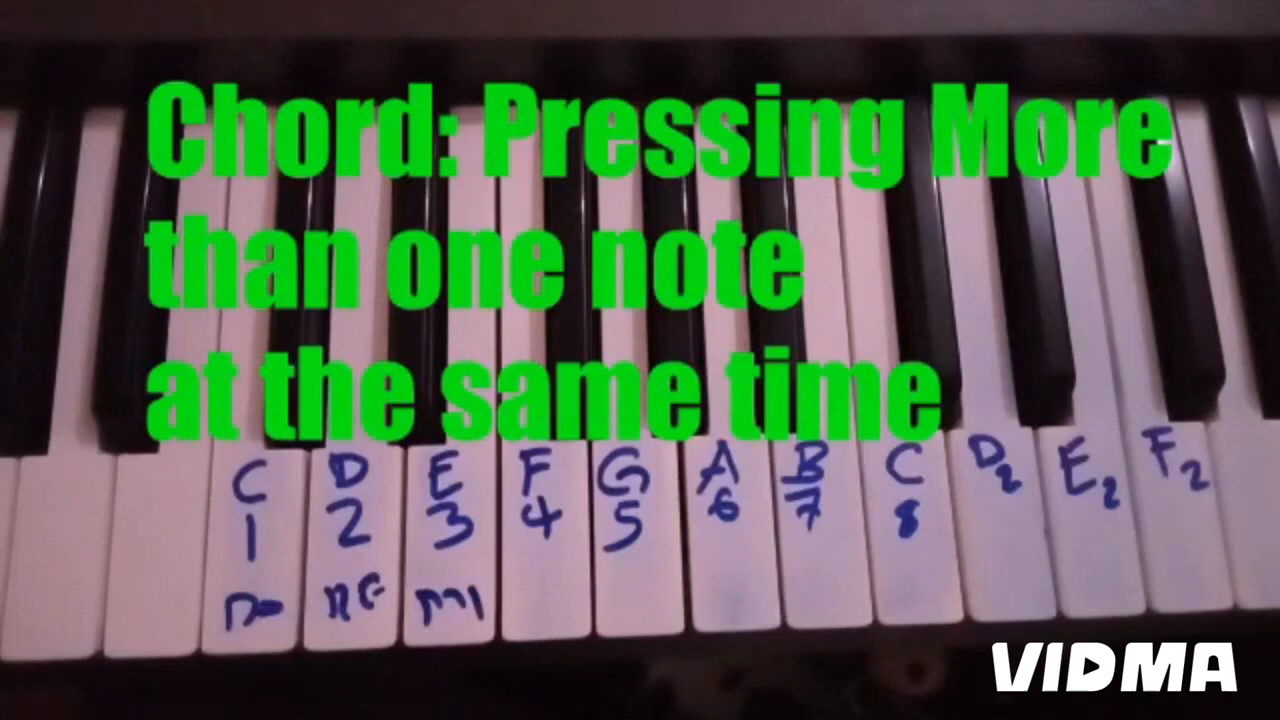 Chord: Pressing More
than one note
at the same time
C D E F G A B C D2 E2 F2
1 2 3 4 5 6 7 8
DO RE MI
VIDMA